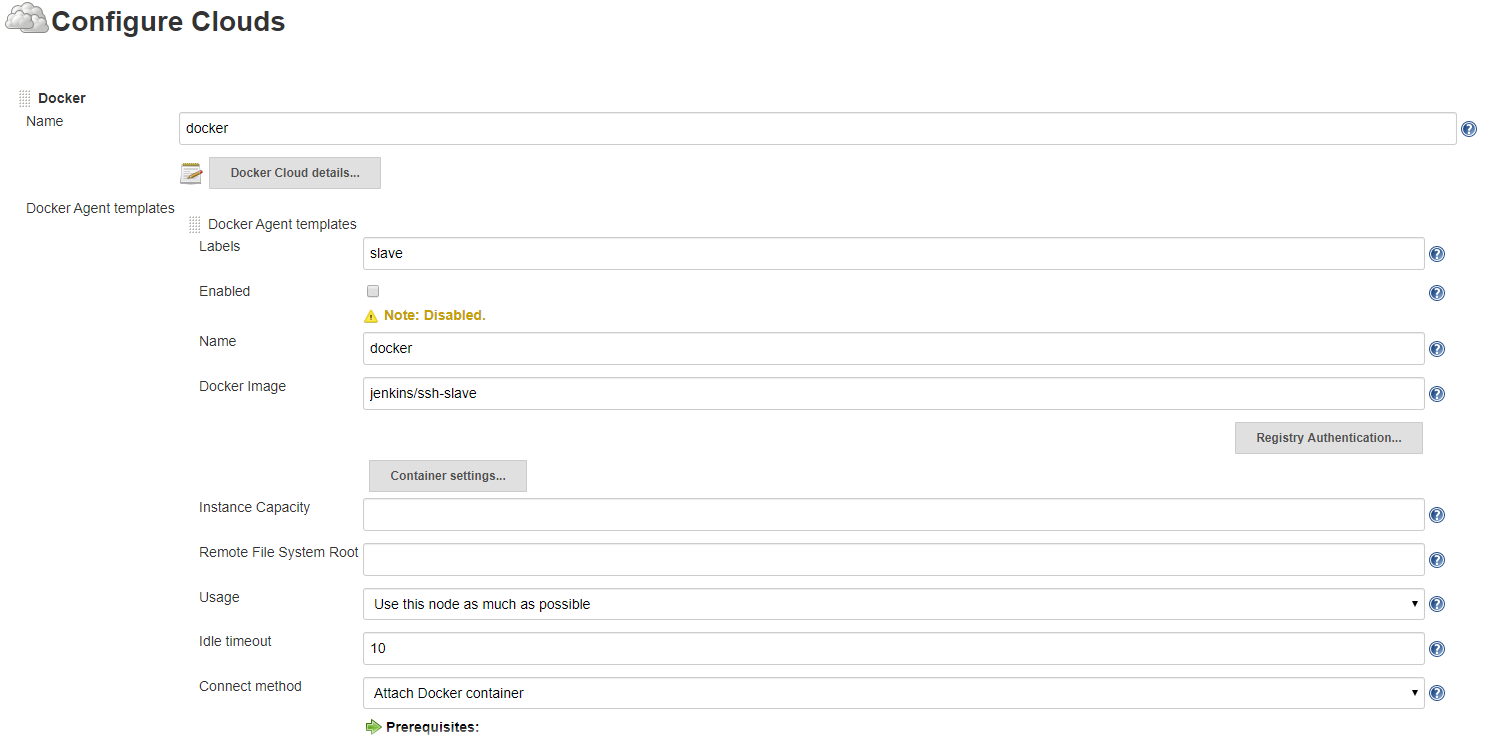 Configure Clouds
Docker
Name
docker
Docker Cloud details...
Docker Agent templates
Docker Agent templates
Labels
slave
Enabled
Note: Disabled.
Name
docker
Docker Image
jenkins/ssh-slave
Registry Authentication...
Container settings...
Instance Capacity
Remote File System Root
Usage
Use this node as much as possible
Idle timeout
10
Connect method
Attach Docker container
Prerequisites: